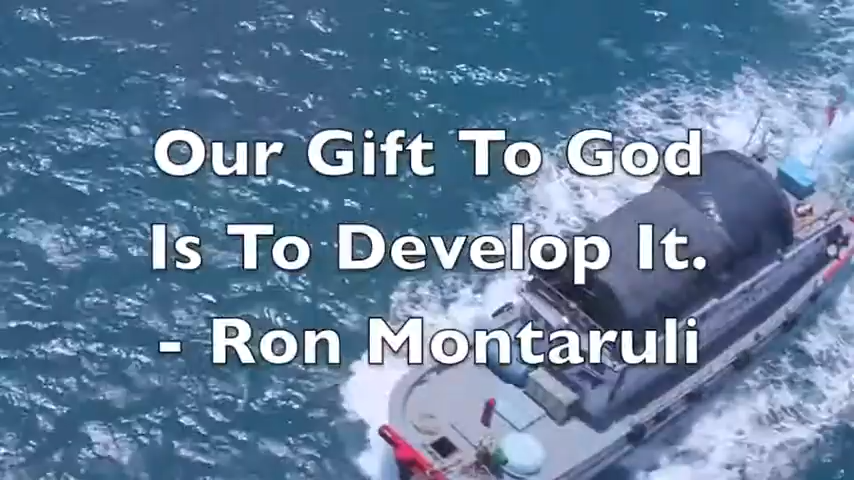 Our Gift To God
Is To Develop It.
- Ron Montaruli